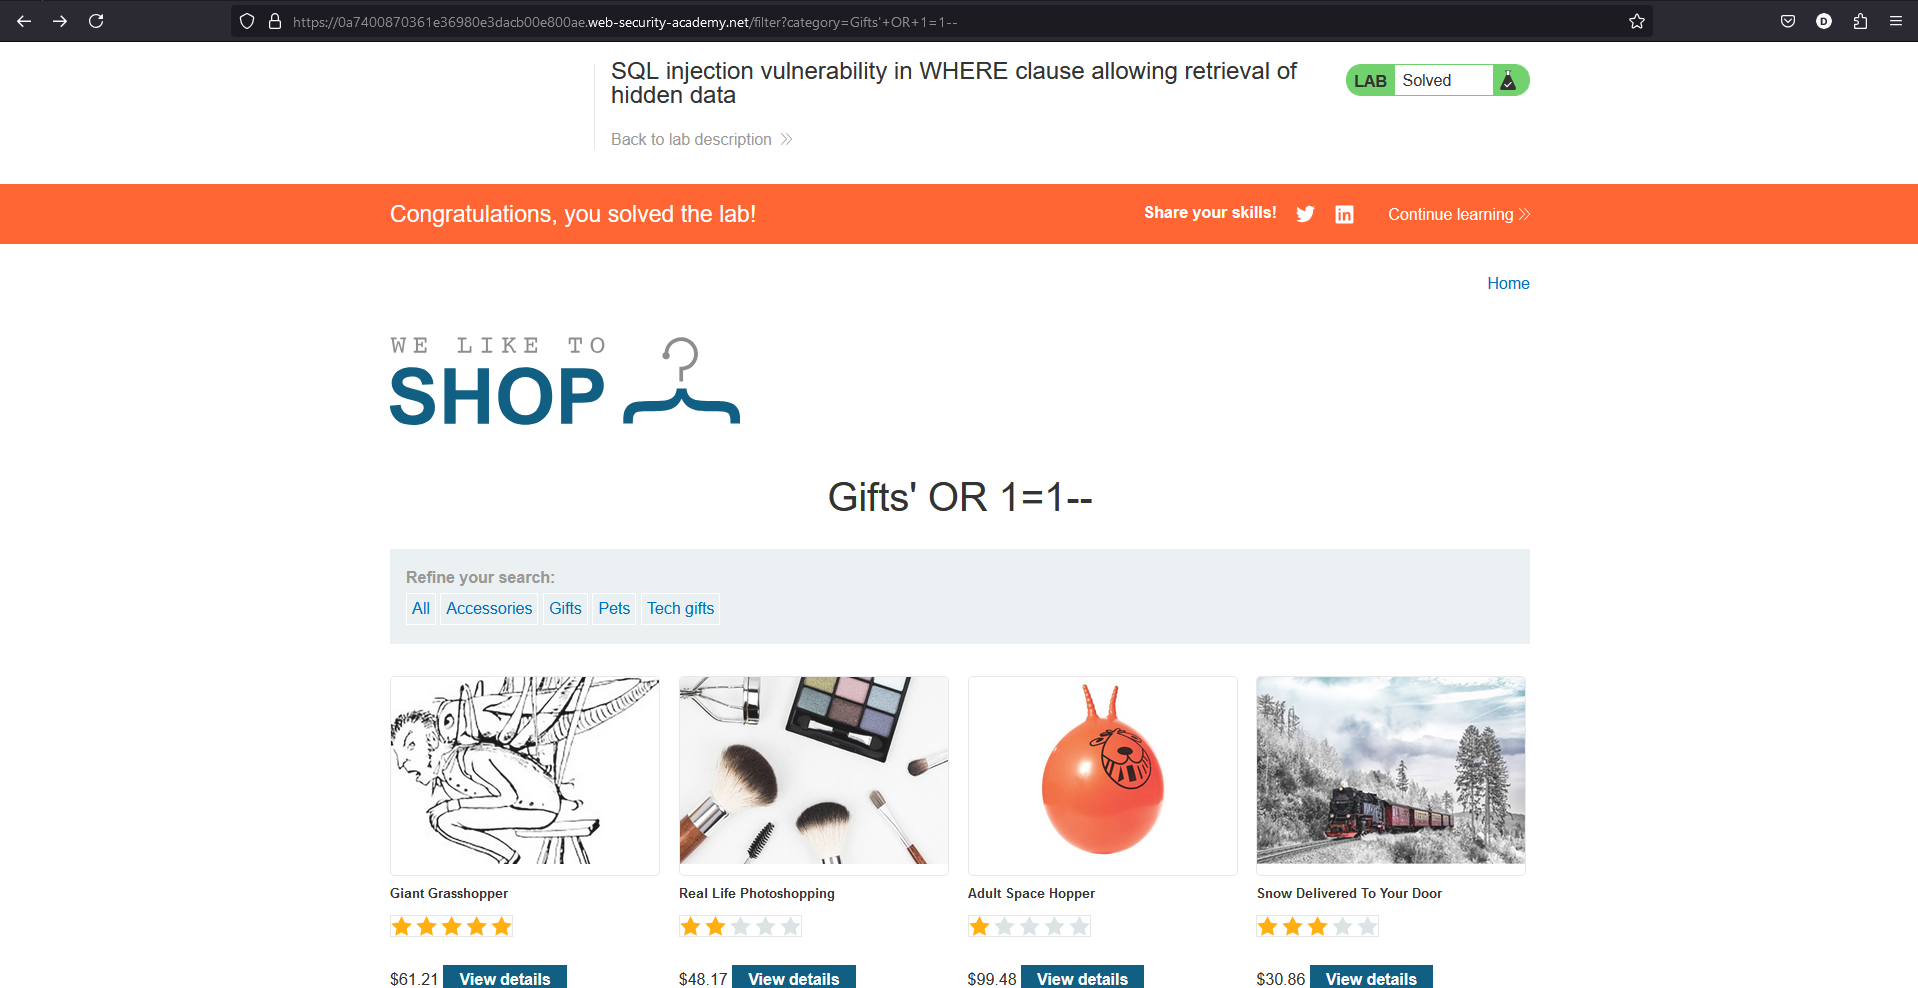 https://0a7400870361e36980e3dacb00e800ae.web-security-academy.net/filter?category=Gifts'+OR+1=1--
D
SQL injection vulnerability in WHERE clause allowing retrieval of
hidden data
LAB Solved
Back to lab description
Congratulations, you solved the lab!
Share your skills!
Continue learning
Home
WE LIKE TO
SHOP
Gifts' OR 1=1--
Refine your search:
All Accessories Gifts Pets Tech gifts
Giant Grasshopper
Real Life Photoshopping
Adult Space Hopper
Snow Delivered To Your Door
$61.21 View details
$48.17 View details
$99.48 View details
$30.86 View details